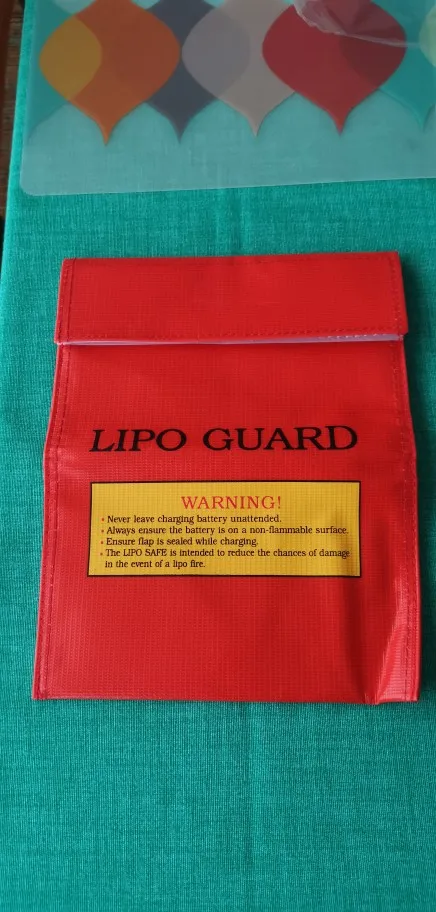 LIPO GUARD
WARNING!
• Never leave charging battery unattended.
• Always ensure the battery is on a non-flammable surface.
• Ensure flap is sealed while charging.
• The LIPO SAFE is intended to reduce the chances of damage
in the event of a lipo fire.